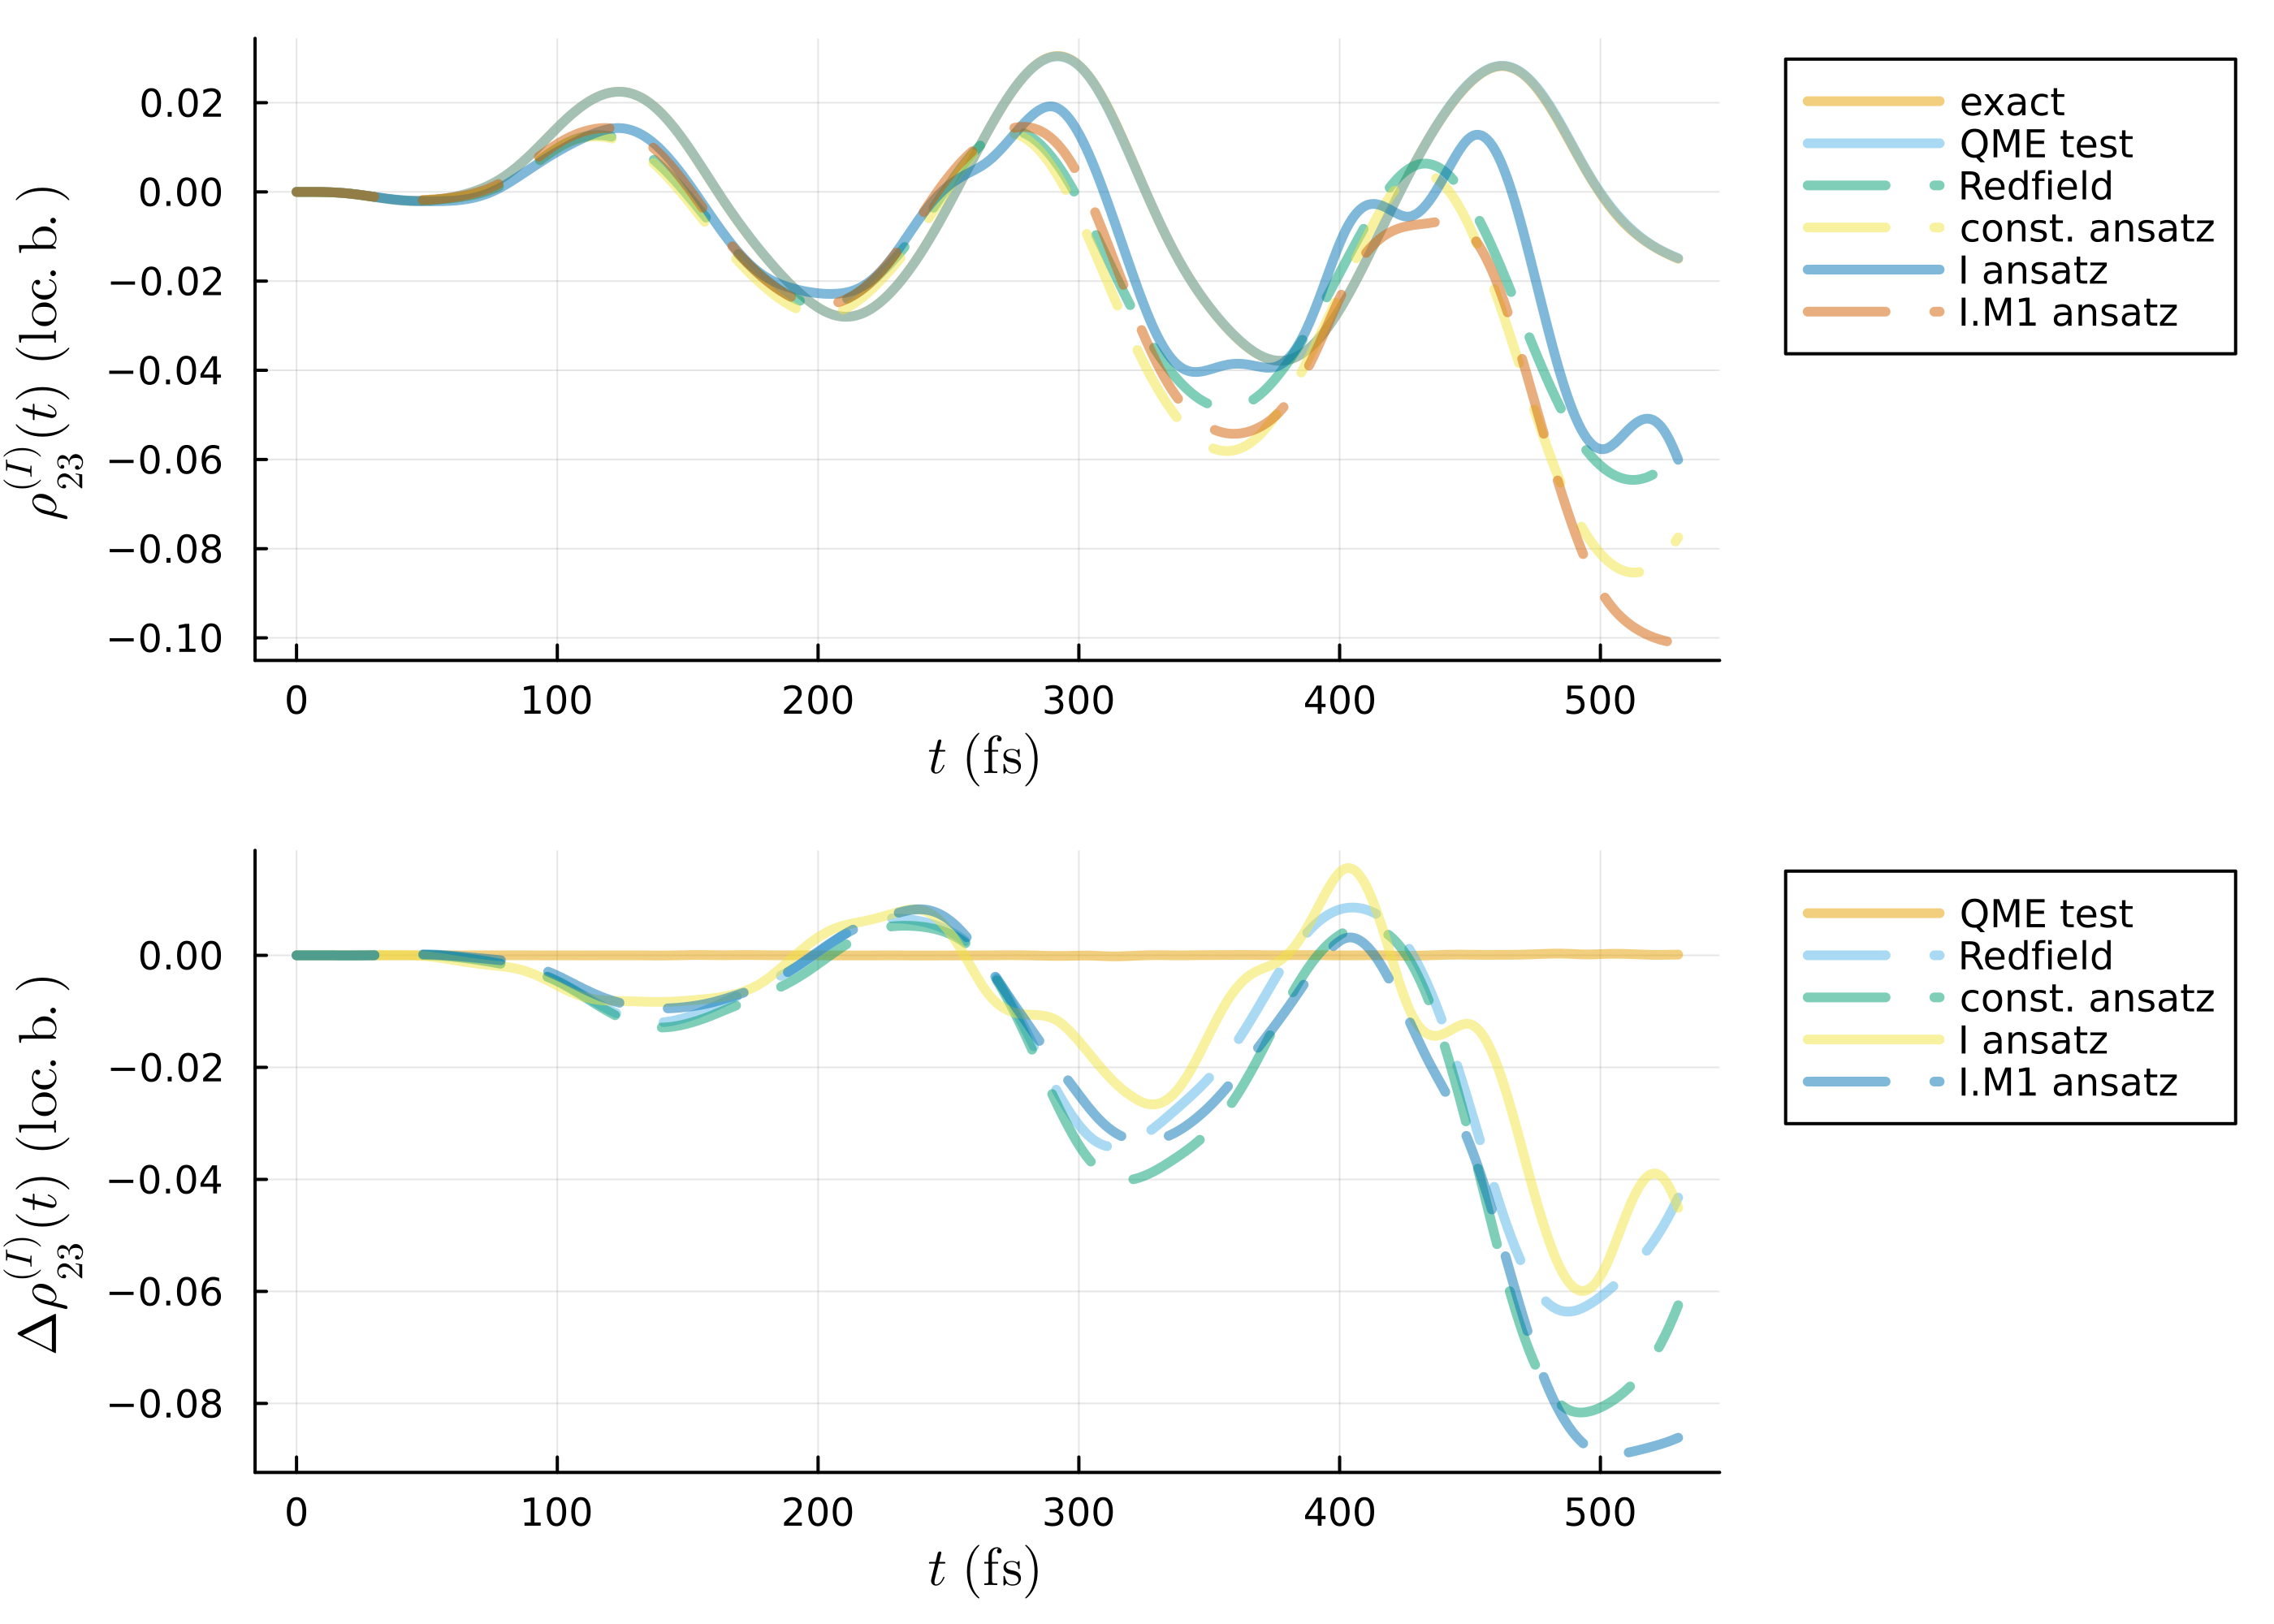 ρ₂₃⁽ᴵ⁾(t) (loc. b. )
0.02
0.00
−0.02
−0.04
−0.06
−0.08
−0.10
0 100 200 300 400 500
t (fs)
exact
QME test
Redfield
const. ansatz
I ansatz
I.M1 ansatz
Δρ₂₃⁽ᴵ⁾(t) (loc. b. )
0.00
−0.02
−0.04
−0.06
−0.08
0 100 200 300 400 500
t (fs)
QME test
Redfield
const. ansatz
I ansatz
I.M1 ansatz